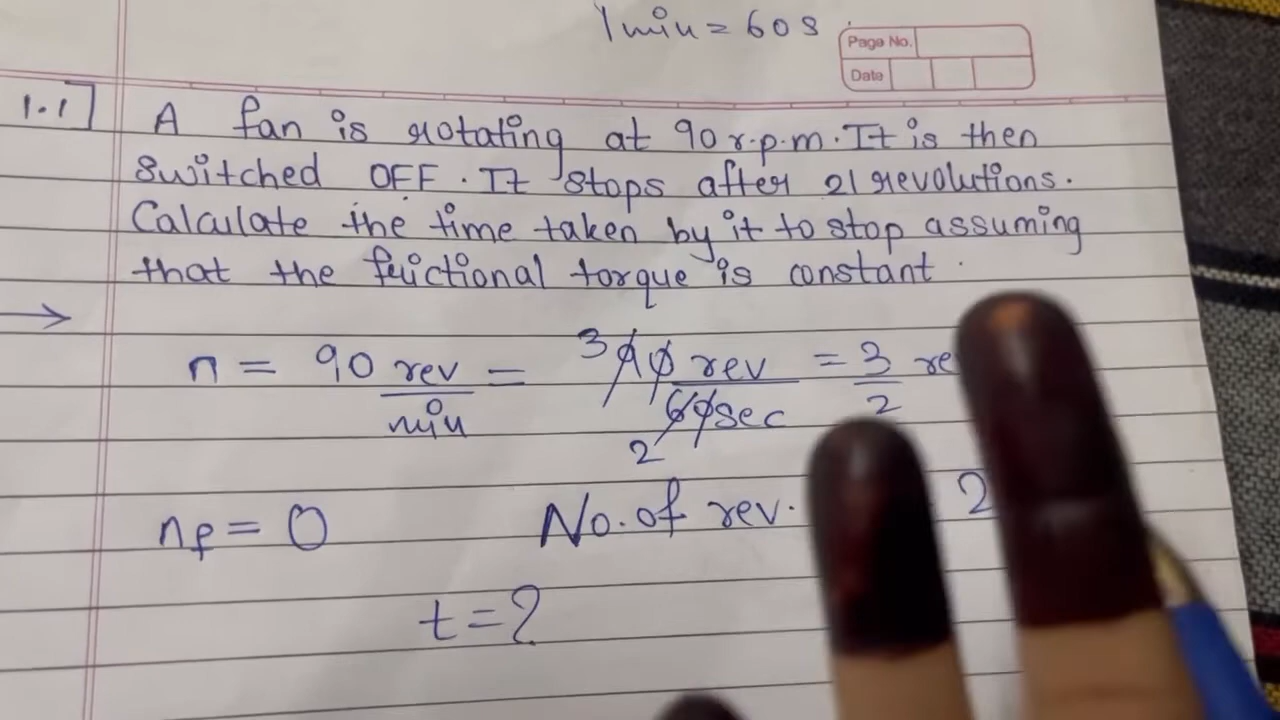 1 min = 60 s
Page No.
Date
1.1]
A fan is rotating at 90 r.p.m. It is then
switched OFF. It stops after 21 revolutions.
Calculate the time taken by it to stop assuming
that the frictional torque is constant.
→
n = 90 rev/min = 3 90 rev/60 sec 2 = 3/2 re
nf = 0 No. of rev. 2
t = ?